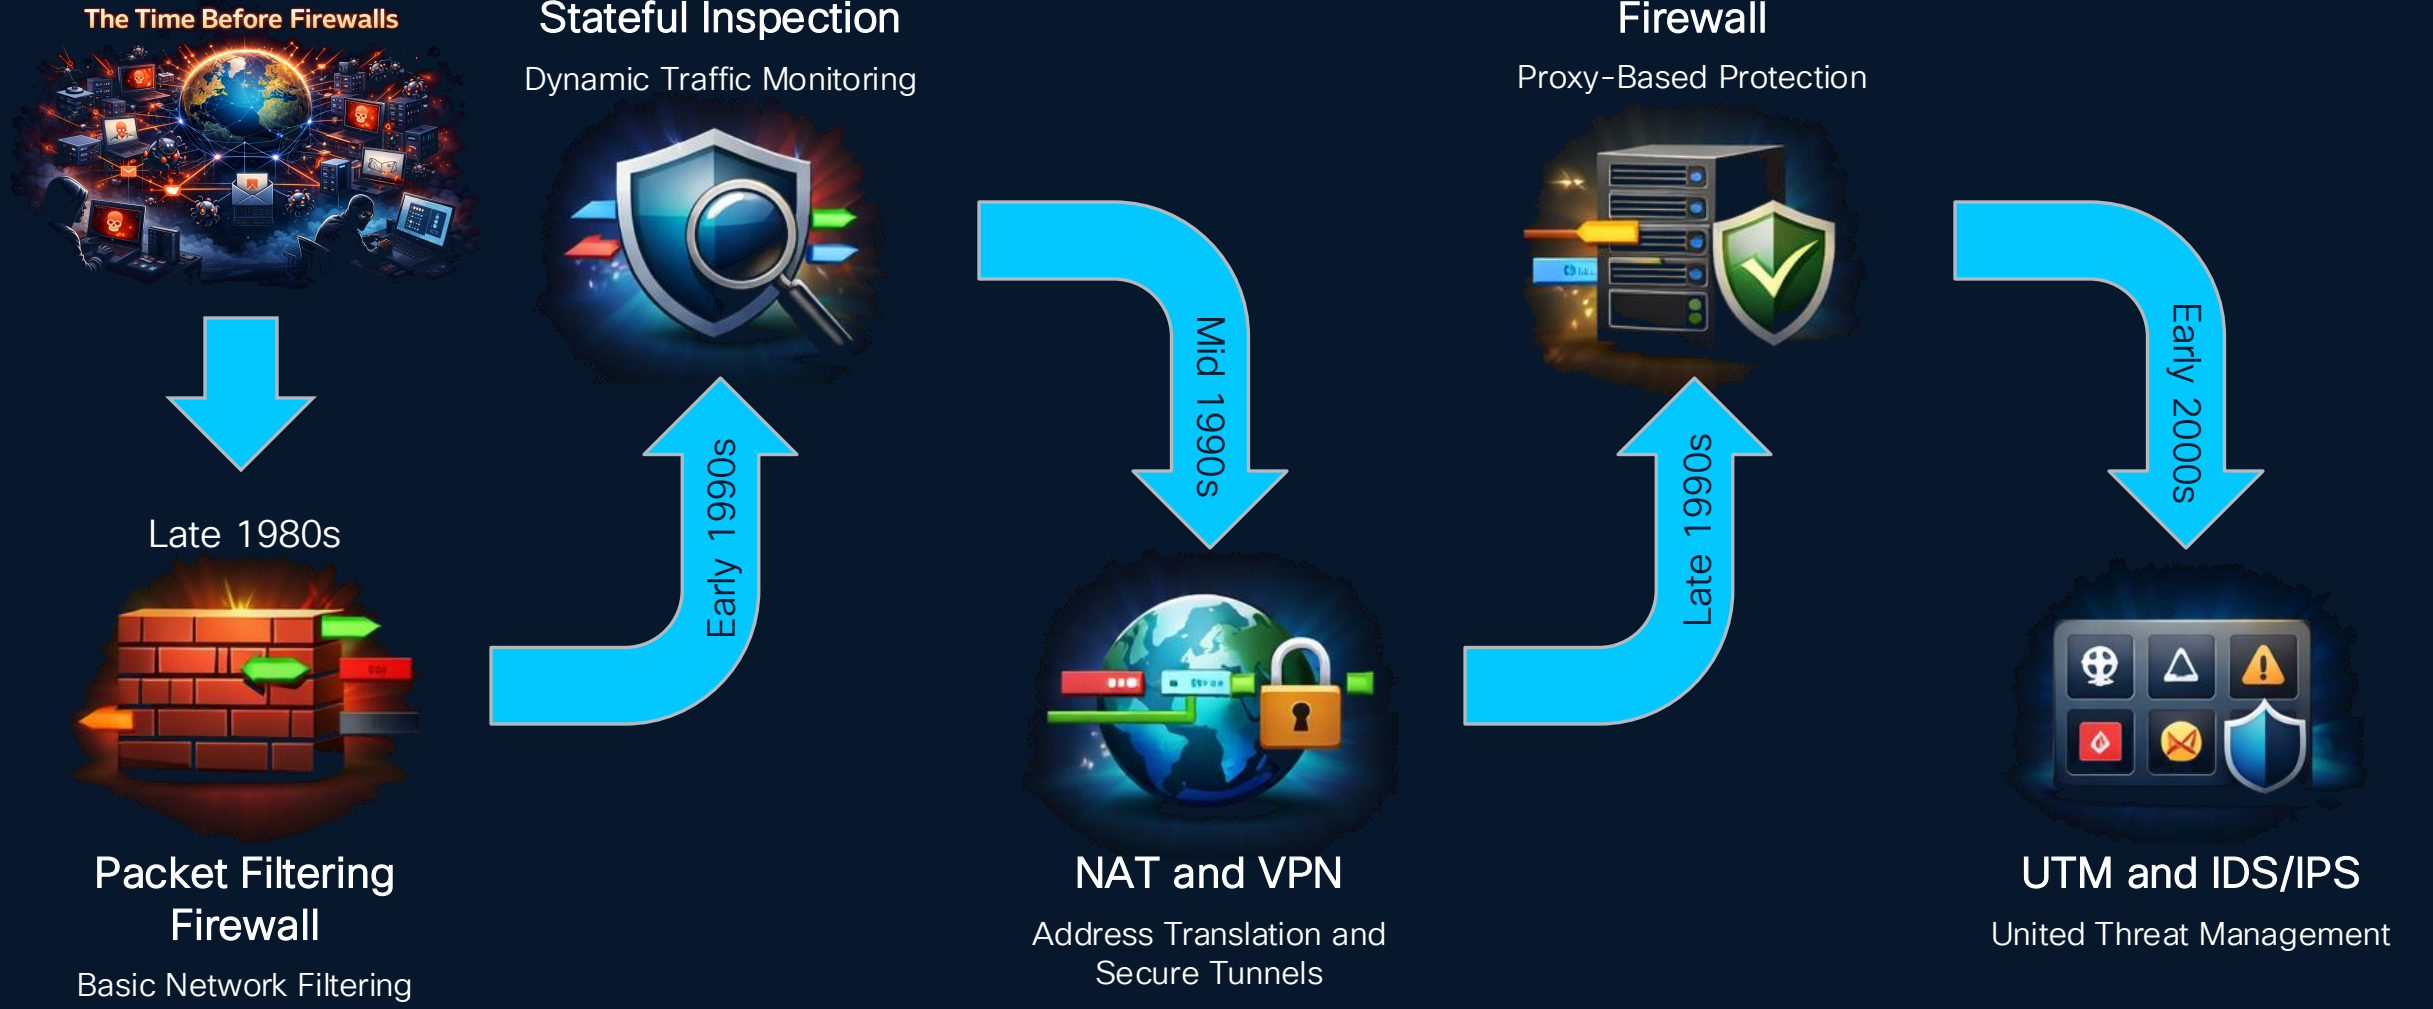 The Time Before Firewalls
Late 1980s
Packet Filtering
Firewall
Basic Network Filtering
Early 1990s
Stateful Inspection
Dynamic Traffic Monitoring
Mid 1990s
NAT and VPN
Address Translation and
Secure Tunnels
Late 1990s
Firewall
Proxy-Based Protection
Early 2000s
UTM and IDS/IPS
United Threat Management